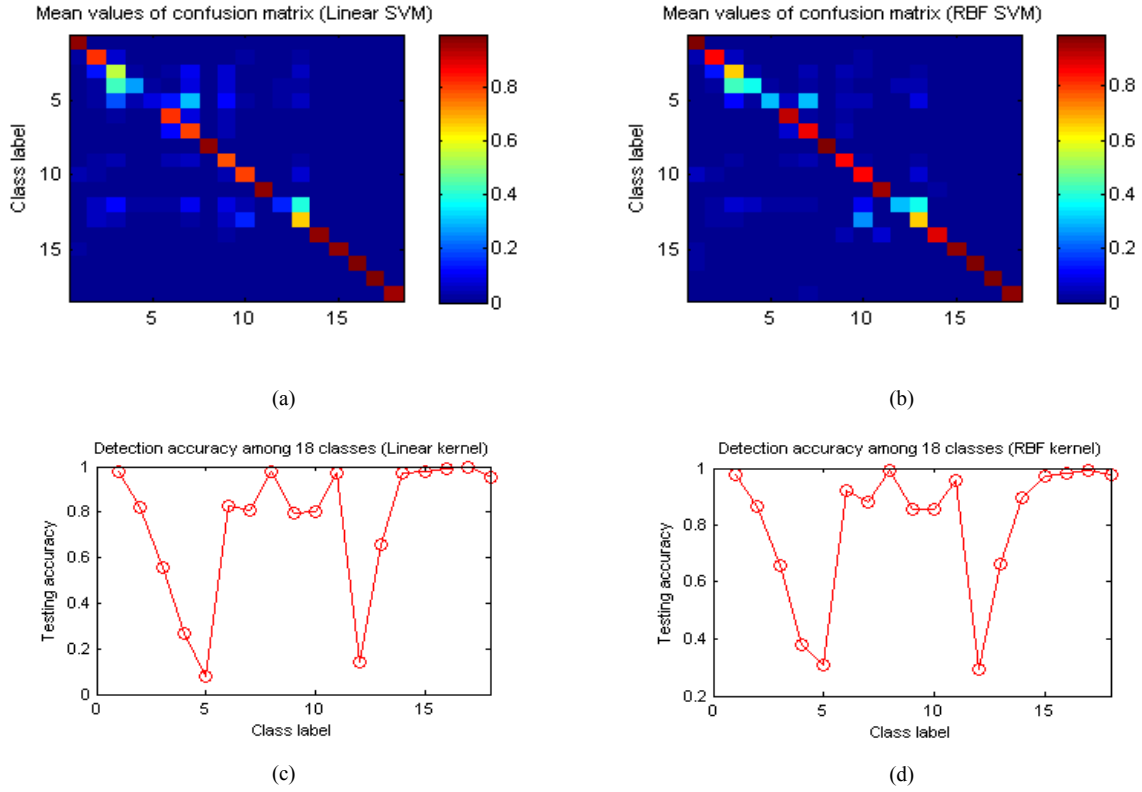 Mean values of confusion matrix (Linear SVM)
5
10
15
Class label
5
10
15
0.8
0.6
0.4
0.2
0
(a)
Mean values of confusion matrix (RBF SVM)
5
10
15
Class label
5
10
15
0.8
0.6
0.4
0.2
0
(b)
Detection accuracy among 18 classes (Linear kernel)
1
0.8
0.6
0.4
0.2
0
Testing accuracy
0
5
10
15
Class label
(c)
Detection accuracy among 18 classes (RBF kernel)
1
0.8
0.6
0.4
0.2
Testing accuracy
0
5
10
15
Class label
(d)